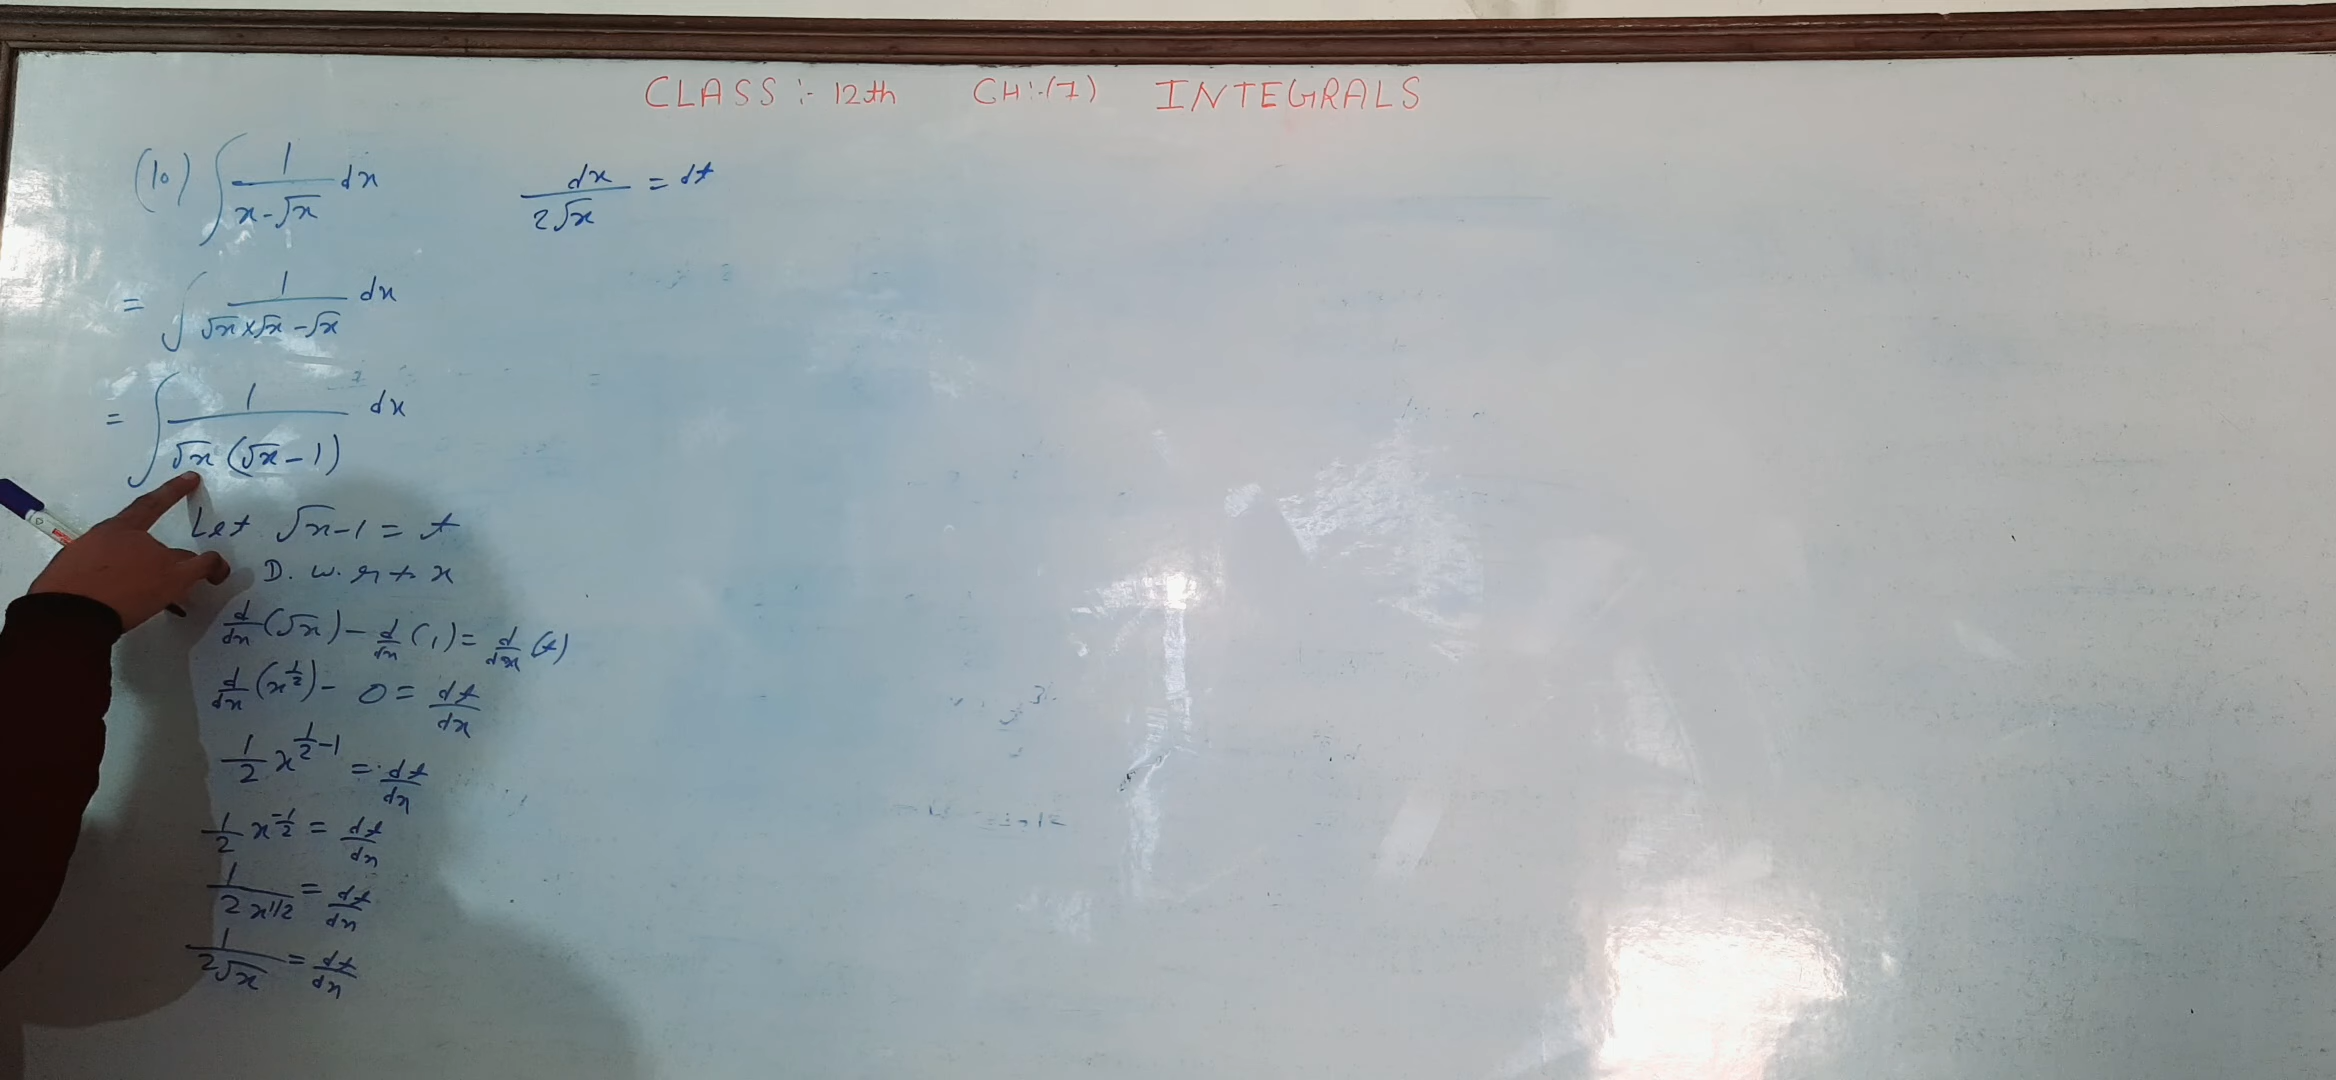 CLASS :- 12th CH:-(7) INTEGRALS
(10) ∫ 1/(x-√x) dx
= ∫ 1/(√x×√x-√x) dx
= ∫ 1/(√x(√x-1)) dx
Let √x-1 = t
D. w. r t x
d/dx(√x) - d/dx(1) = d/dx(t)
d/dx(x^(1/2)) - 0 = dt/dx
1/2 x^(1/2-1) = dt/dx
1/2 x^(-1/2) = dt/dx
1/(2x^(1/2)) = dt/dx
1/(2√x) = dt/dx
dx/(2√x) = dt